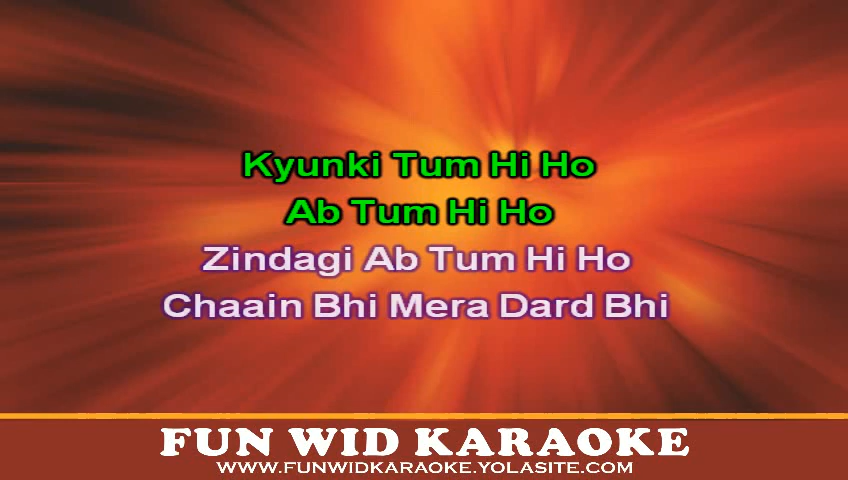 Kyunki Tum Hi Ho
Ab Tum Hi Ho
Zindagi Ab Tum Hi Ho
Chaain Bhi Mera Dard Bhi
FUN WID KARAOKE
WWW.FUNWIDKARAOKE.YOLASITE.COM